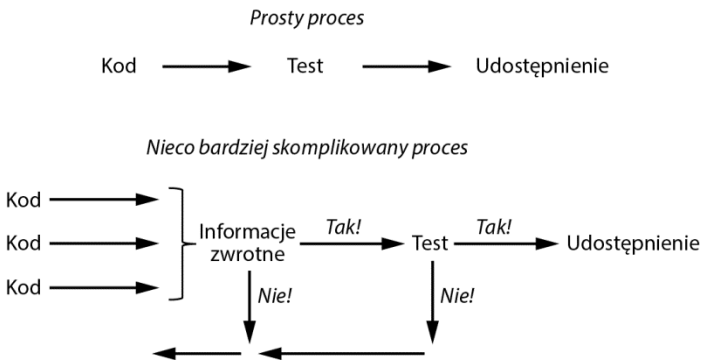 Prosty proces
Kod Test Udostępnienie
Nieco bardziej skomplikowany proces
Kod
Kod
Kod
Informacje
zwrotne
Tak!
Test
Tak!
Udostępnienie
Nie!
Nie!